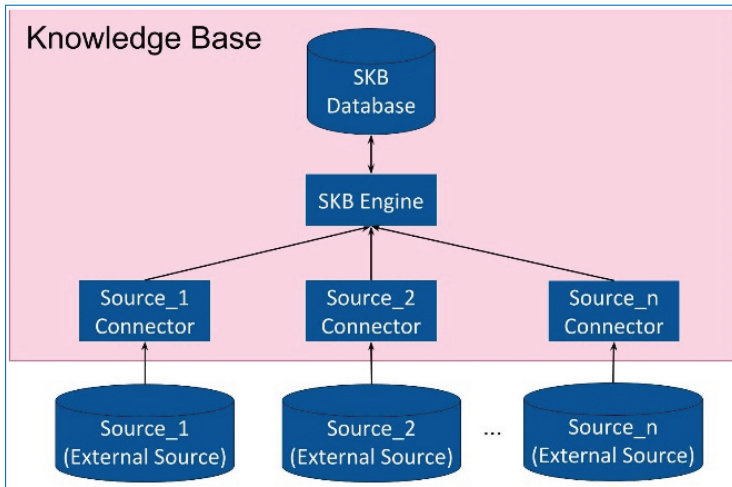 Knowledge Base
SKB
Database
SKB Engine
Source_1
Connector
Source_2
Connector
Source_n
Connector
Source_1
(External Source)
Source_2
(External Source)
...
Source_n
(External Source)